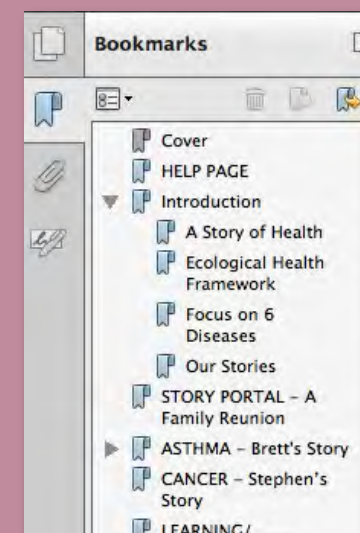 Bookmarks
Cover
HELP PAGE
Introduction
A Story of Health
Ecological Health
Framework
Focus on 6
Diseases
Our Stories
STORY PORTAL – A
Family Reunion
ASTHMA – Brett's Story
CANCER – Stephen's
Story
LEARNING/